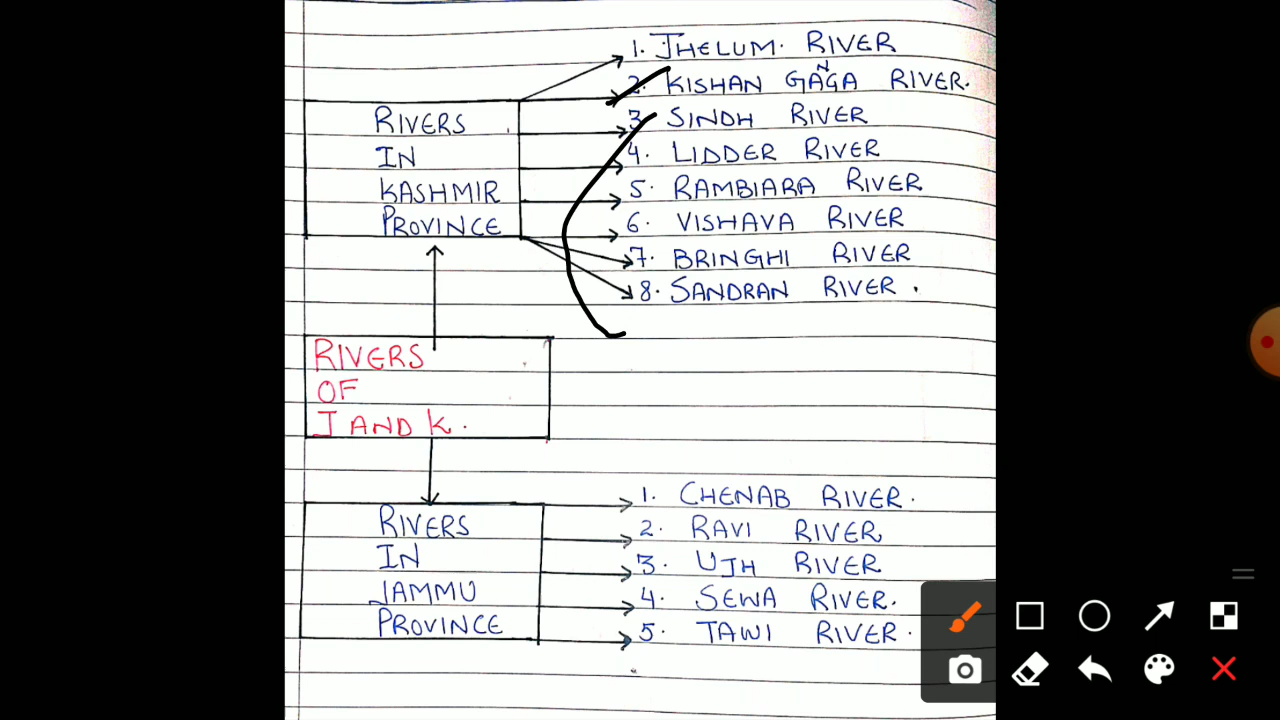 1. JHELUM. RIVER
2. KISHAN GANGA RIVER.
3. SINDH RIVER
4. LIDDER RIVER
5. RAMBIARA RIVER
6. VISHAVA RIVER
7. BRINGHI RIVER
8. SANDRAN RIVER.
RIVERS
IN
KASHMIR
PROVINCE
RIVERS
OF
J AND K.
RIVERS
IN
JAMMU
PROVINCE
1. CHENAB RIVER.
2. RAVI RIVER
3. UJH RIVER
4. SEWA RIVER.
5. TAWI RIVER.